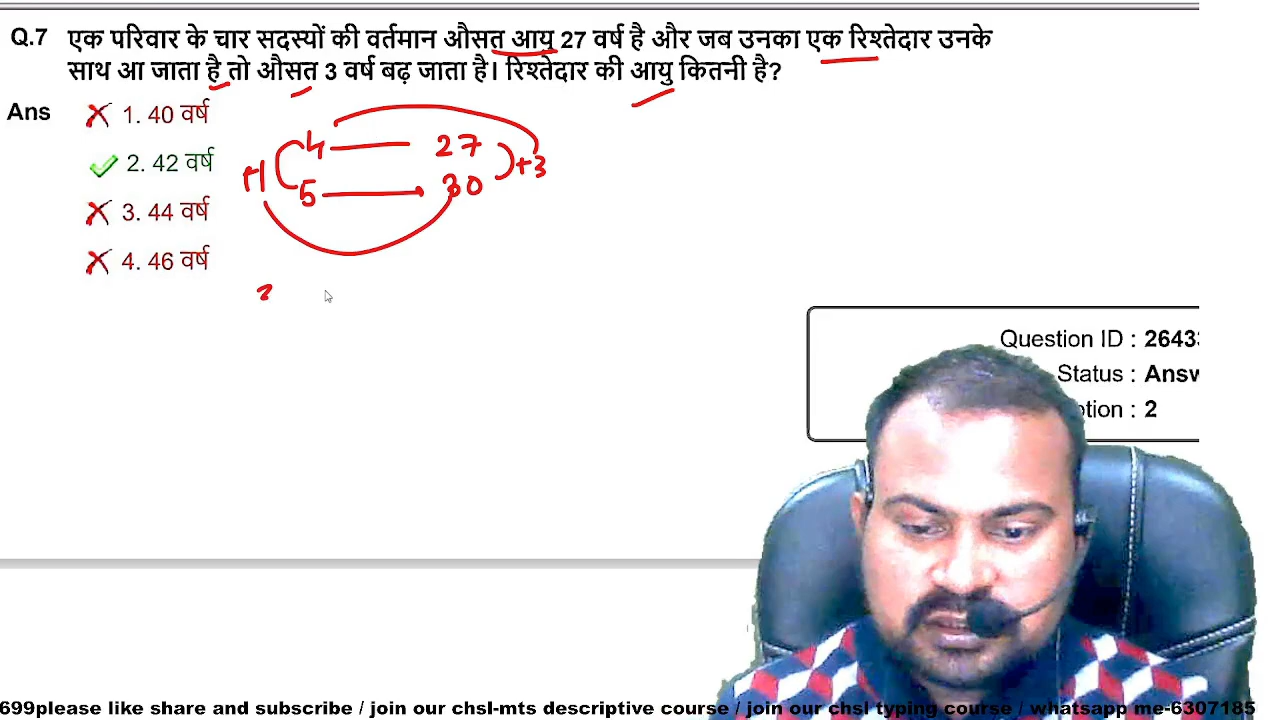 Q.7 एक परिवार के चार सदस्यों की वर्तमान औसत आयु 27 वर्ष है और जब उनका एक रिश्तेदार उनके
साथ आ जाता है तो औसत 3 वर्ष बढ़ जाता है। रिश्तेदार की आयु कितनी है?
Ans 1. 40 वर्ष
2. 42 वर्ष
3. 44 वर्ष
4. 46 वर्ष
4 27
+3
5 30
Question ID : 2643
Status : Answ
otion : 2
699please like share and subscribe / join our chsl-mts descriptive course / join our chsl typing course / whatsapp me-6307185